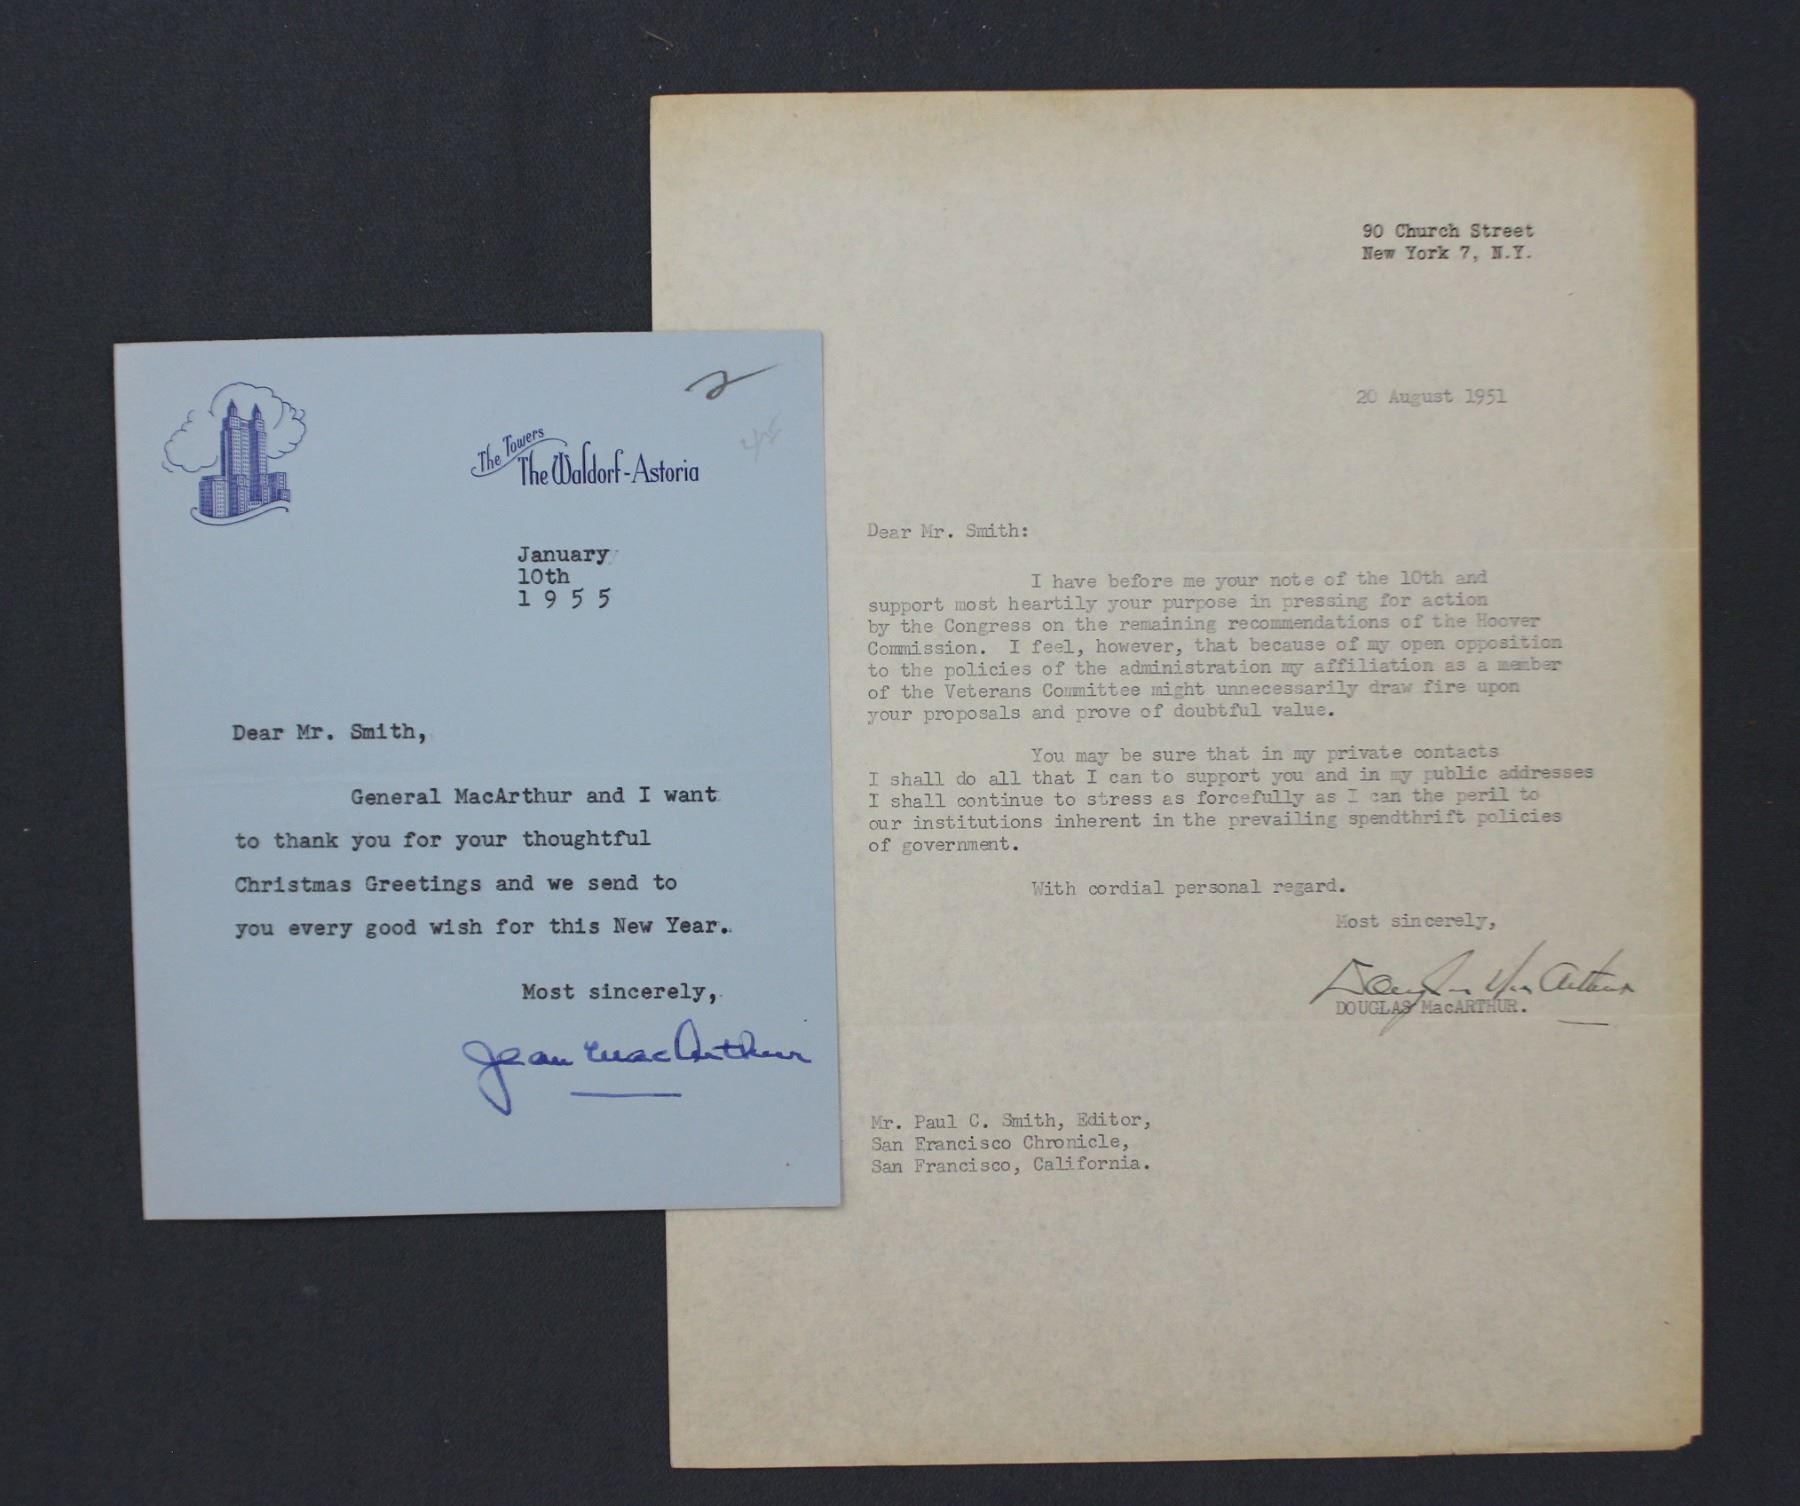 2
The Towers
The Waldorf-Astoria
January
10th
1 9 5 5
Dear Mr. Smith,
General MacArthur and I want
to thank you for your thoughtful
Christmas Greetings and we send to
you every good wish for this New Year.
Most sincerely,
Jean MacArthur
90 Church Street
New York 7, N.Y.
20 August 1951
Dear Mr. Smith:
I have before me your note of the 10th and
support most heartily your purpose in pressing for action
by the Congress on the remaining recommendations of the Hoover
Commission. I feel, however, that because of my open opposition
to the policies of the administration my affiliation as a member
of the Veterans Committee might unnecessarily draw fire upon
your proposals and prove of doubtful value.
You may be sure that in my private contacts
I shall do all that I can to support you and in my public addresses
I shall continue to stress as forcefully as I can the peril to
our institutions inherent in the prevailing spendthrift policies
of government.
With cordial personal regard.
Most sincerely,
Douglas MacArthur
DOUGLAS MacARTHUR.
Mr. Paul C. Smith, Editor,
San Francisco Chronicle,
San Francisco, California.